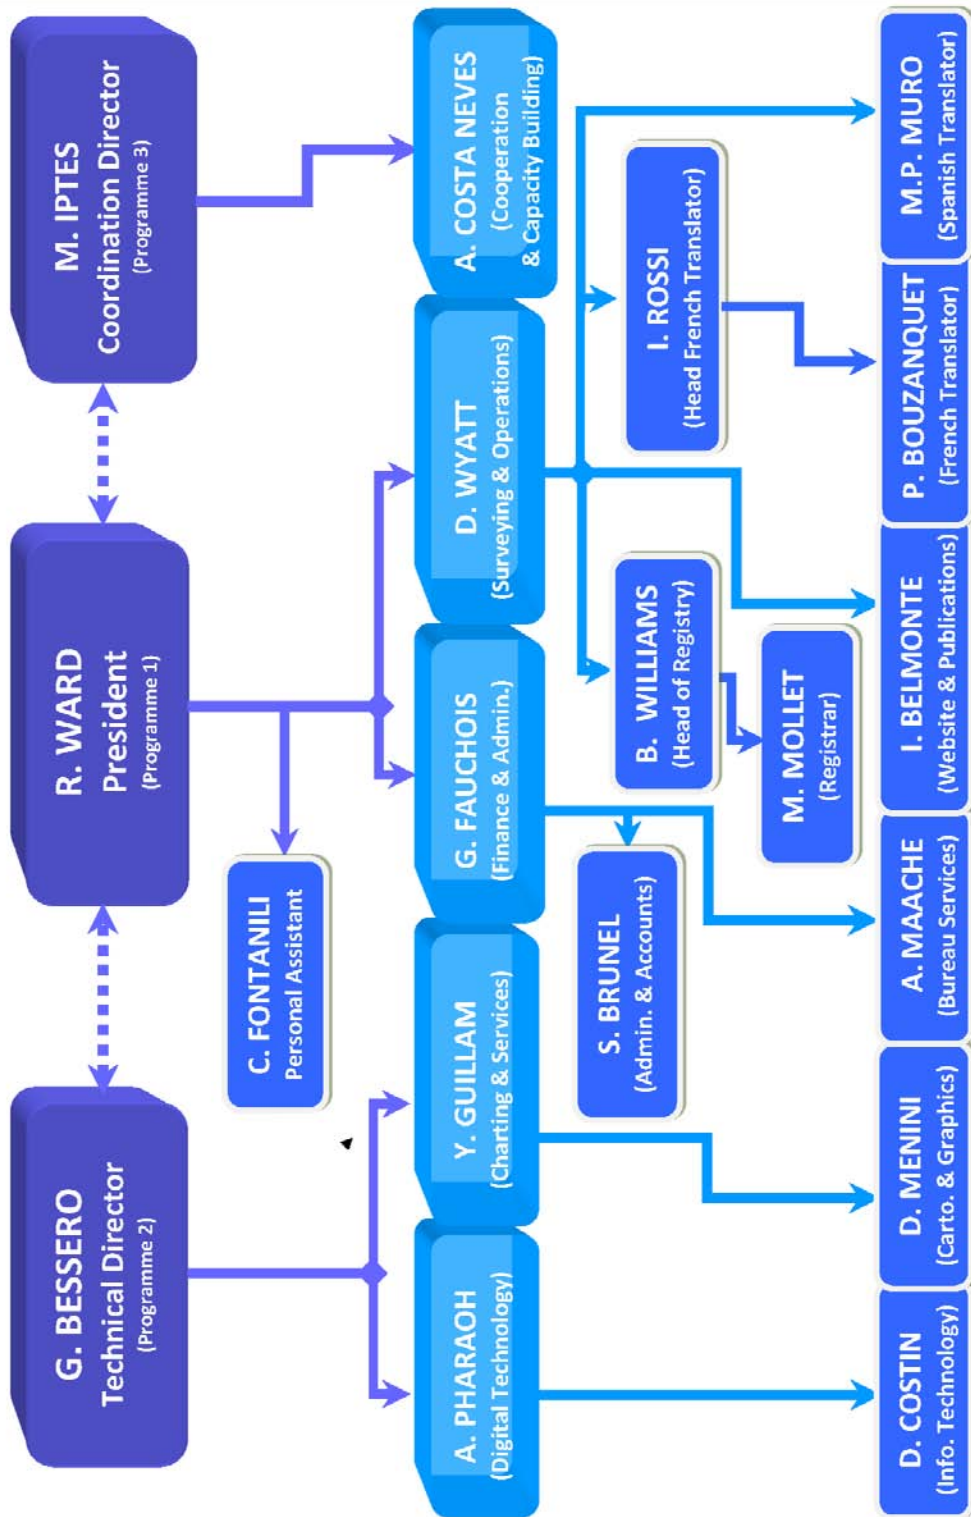 G. BESSERO
Technical Director
(Programme 2)
R. WARD
President
(Programme 1)
M. IPTES
Coordination Director
(Programme 3)
C. FONTANILI
Personal Assistant
A. PHARAOH
(Digital Technology)
Y. GUILLAM
(Charting & Services)
G. FAUCHOIS
(Finance & Admin.)
D. WYATT
(Surveying & Operations)
A. COSTA NEVES
(Cooperation
& Capacity Building)
S. BRUNEL
(Admin. & Accounts)
B. WILLIAMS
(Head of Registry)
I. ROSSI
(Head French Translator)
M. MOLLET
(Registrar)
D. COSTIN
(Info. Technology)
D. MENINI
(Carto. & Graphics)
A. MAACHE
(Bureau Services)
I. BELMONTE
(Website & Publications)
P. BOUZANQUET
(French Translator)
M.P. MURO
(Spanish Translator)